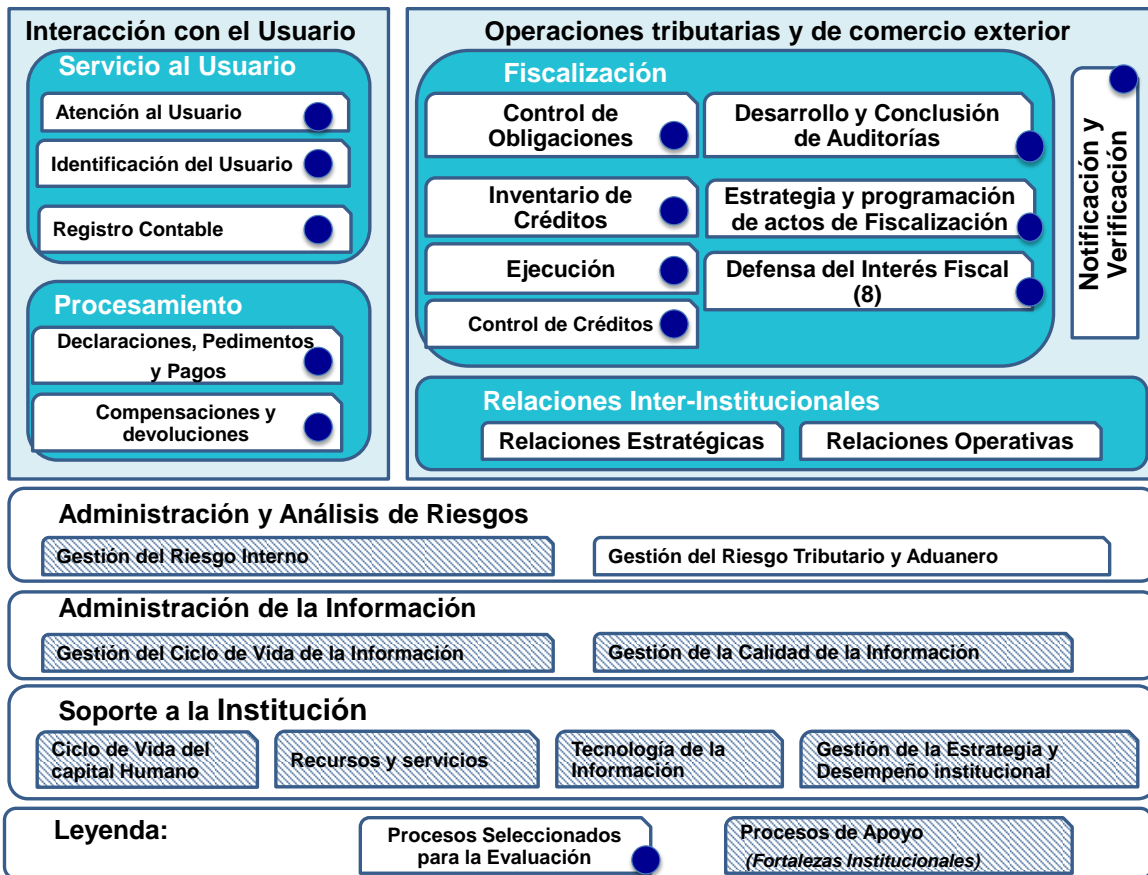 Interacción con el Usuario
Servicio al Usuario
Atención al Usuario
Identificación del Usuario
Registro Contable
Procesamiento
Declaraciones, Pedimentos
y Pagos
Compensaciones y
devoluciones
Operaciones tributarias y de comercio exterior
Fiscalización
Control de
Obligaciones
Desarrollo y Conclusión
de Auditorías
Inventario de
Créditos
Estrategia y programación
de actos de Fiscalización
Ejecución
Defensa del Interés Fiscal
(8)
Control de Créditos
Notificación y
Verificación
Relaciones Inter-Institucionales
Relaciones Estratégicas
Relaciones Operativas
Administración y Análisis de Riesgos
Gestión del Riesgo Interno
Gestión del Riesgo Tributario y Aduanero
Administración de la Información
Gestión del Ciclo de Vida de la Información
Gestión de la Calidad de la Información
Soporte a la Institución
Ciclo de Vida del
capital Humano
Recursos y servicios
Tecnología de la
Información
Gestión de la Estrategia y
Desempeño institucional
Leyenda:
Procesos Seleccionados
para la Evaluación
Procesos de Apoyo
(Fortalezas Institucionales)